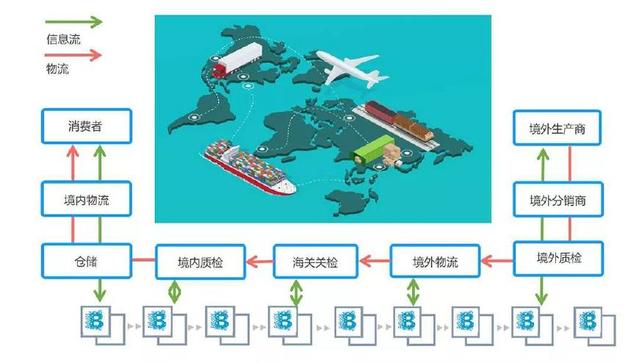 信息流
物流
消费者
境外生产商
境内物流
境外分销商
仓储
境内质检
海关关检
境外物流
境外质检